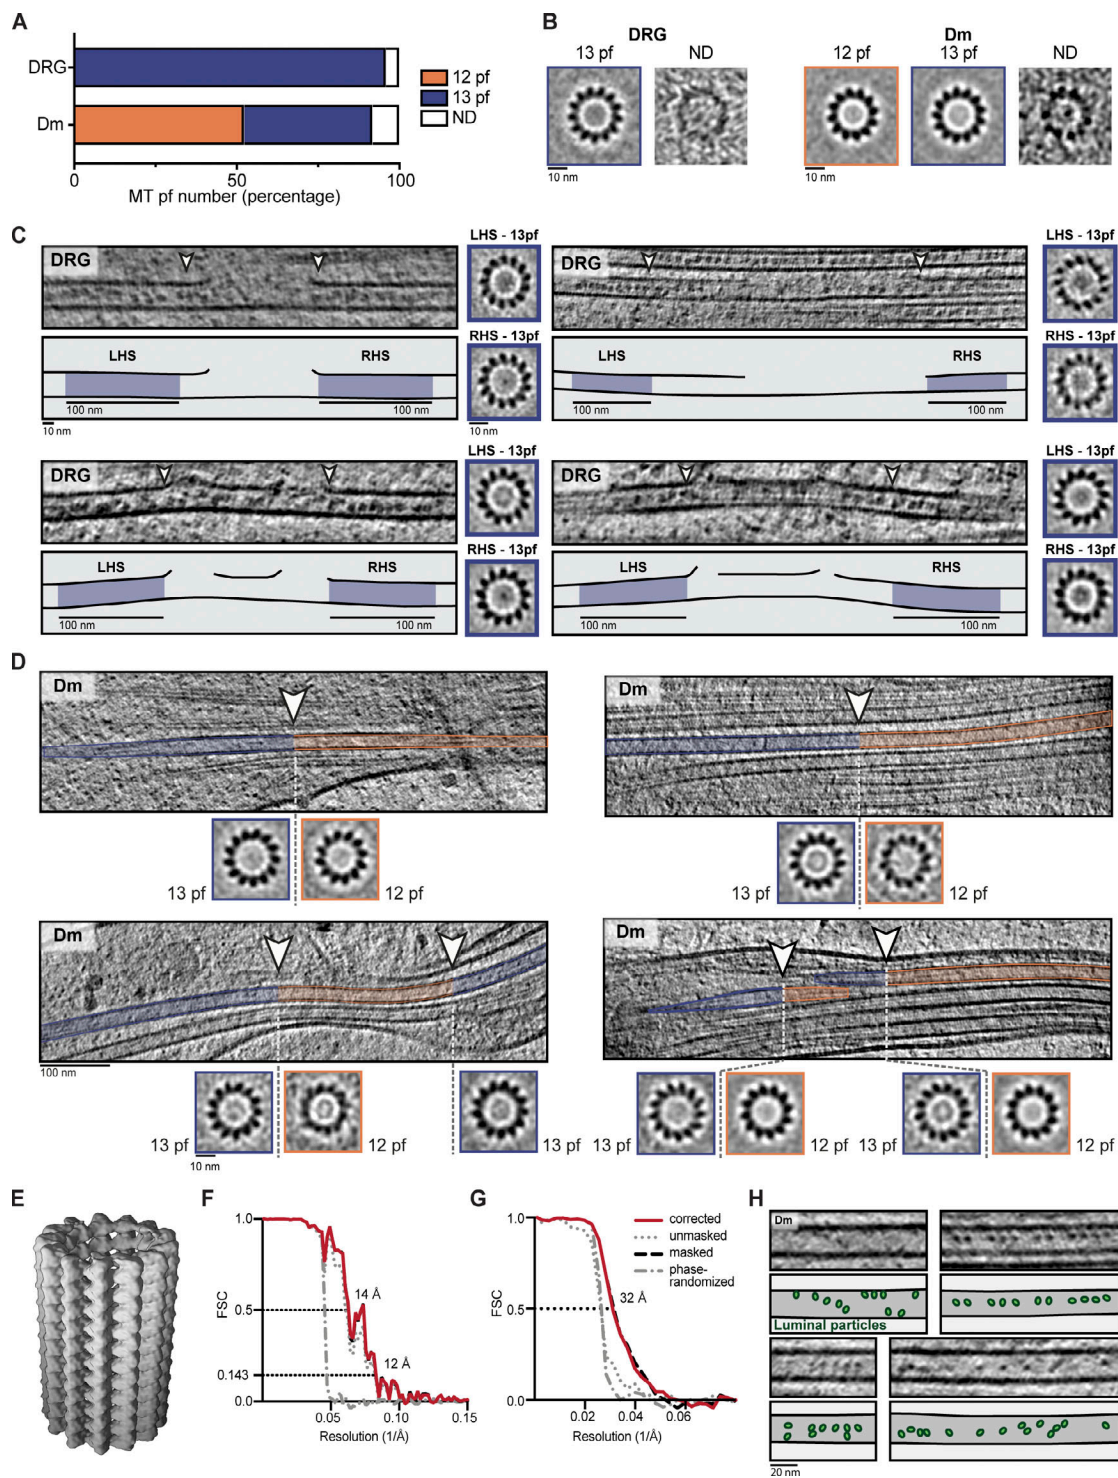 A
DRG
Dm
0
50
100
MT pf number (percentage)
12 pf
13 pf
ND
B
DRG
13 pf
ND
10 nm
Dm
12 pf
13 pf
ND
10 nm
C
DRG
LHS - 13pf
LHS
RHS
100 nm
100 nm
10 nm
RHS - 13pf
10 nm
DRG
LHS - 13pf
LHS
RHS
100 nm
100 nm
RHS - 13pf
DRG
LHS - 13pf
LHS
RHS
100 nm
100 nm
RHS - 13pf
DRG
LHS - 13pf
LHS
RHS
100 nm
100 nm
RHS - 13pf
D
Dm
13 pf
12 pf
Dm
13 pf
12 pf
Dm
100 nm
13 pf
12 pf
13 pf
10 nm
Dm
13 pf
12 pf
13 pf
12 pf
E
F
FSC
1.0
0.5
0.143
0.0
14 Å
12 Å
0.05
0.10
0.15
Resolution (1/Å)
G
FSC
1.0
0.5
0.0
32 Å
corrected
unmasked
masked
phase-
randomized
0.02
0.04
0.06
Resolution (1/Å)
H
Dm
Luminal particles
20 nm